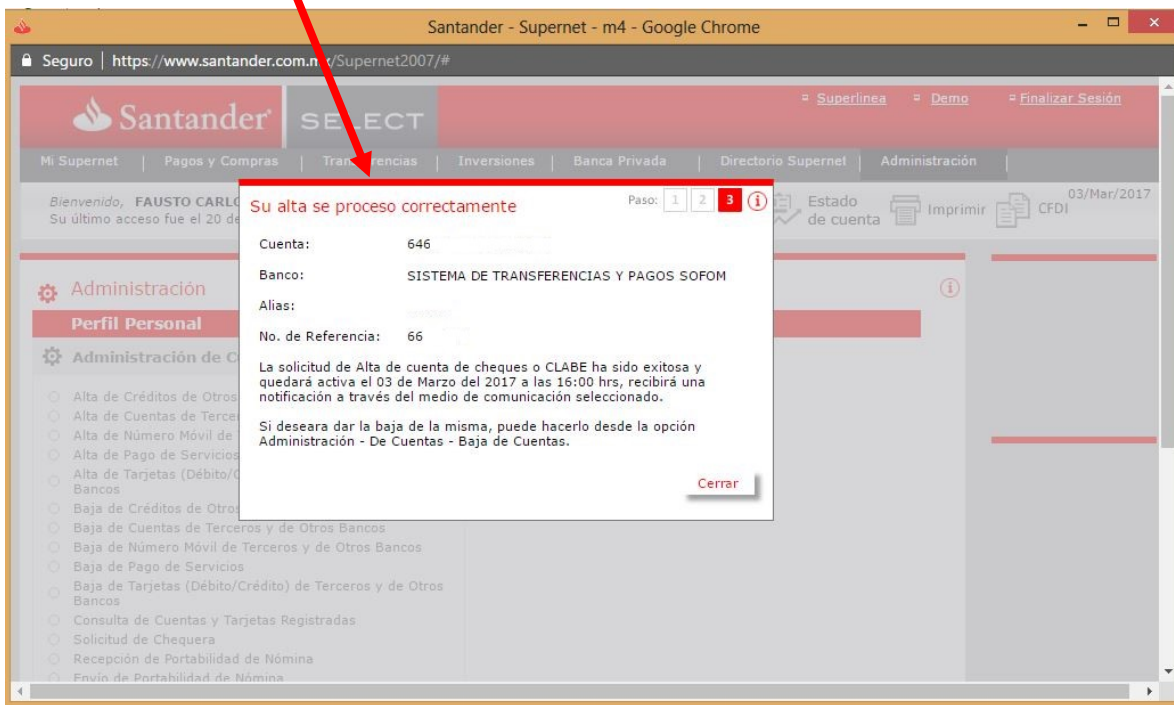 Santander - Supernet - m4 - Google Chrome
Seguro | https://www.santander.com.mx/Supernet2007/#
Superlinea Demo Finalizar Sesión
Santander SELECT
Mi Supernet | Pagos y Compras | Transferencias | Inversiones | Banca Privada | Directorio Supernet | Administración |
Bienvenido, FAUSTO CARLO
Su último acceso fue el 20 de
Estado de cuenta
Imprimir
CFDI
03/Mar/2017
Su alta se proceso correctamente
Paso: 1 2 3
Cuenta: 646
Banco: SISTEMA DE TRANSFERENCIAS Y PAGOS SOFOM
Alias:
No. de Referencia: 66
La solicitud de Alta de cuenta de cheques o CLABE ha sido exitosa y
quedará activa el 03 de Marzo del 2017 a las 16:00 hrs, recibirá una
notificación a través del medio de comunicación seleccionado.
Si deseara dar la baja de la misma, puede hacerlo desde la opción
Administración - De Cuentas - Baja de Cuentas.
Cerrar
Administración
Perfil Personal
Administración de C
Alta de Créditos de Otros
Alta de Cuentas de Tercer
Alta de Número Móvil de
Alta de Pago de Servicios
Alta de Tarjetas (Débito/C
Bancos
Baja de Créditos de Otros
Baja de Cuentas de Terceros y de Otros Bancos
Baja de Número Móvil de Terceros y de Otros Bancos
Baja de Pago de Servicios
Baja de Tarjetas (Débito/Crédito) de Terceros y de Otros
Bancos
Consulta de Cuentas y Tarjetas Registradas
Solicitud de Chequera
Recepción de Portabilidad de Nómina
Envío de Portabilidad de Nómina